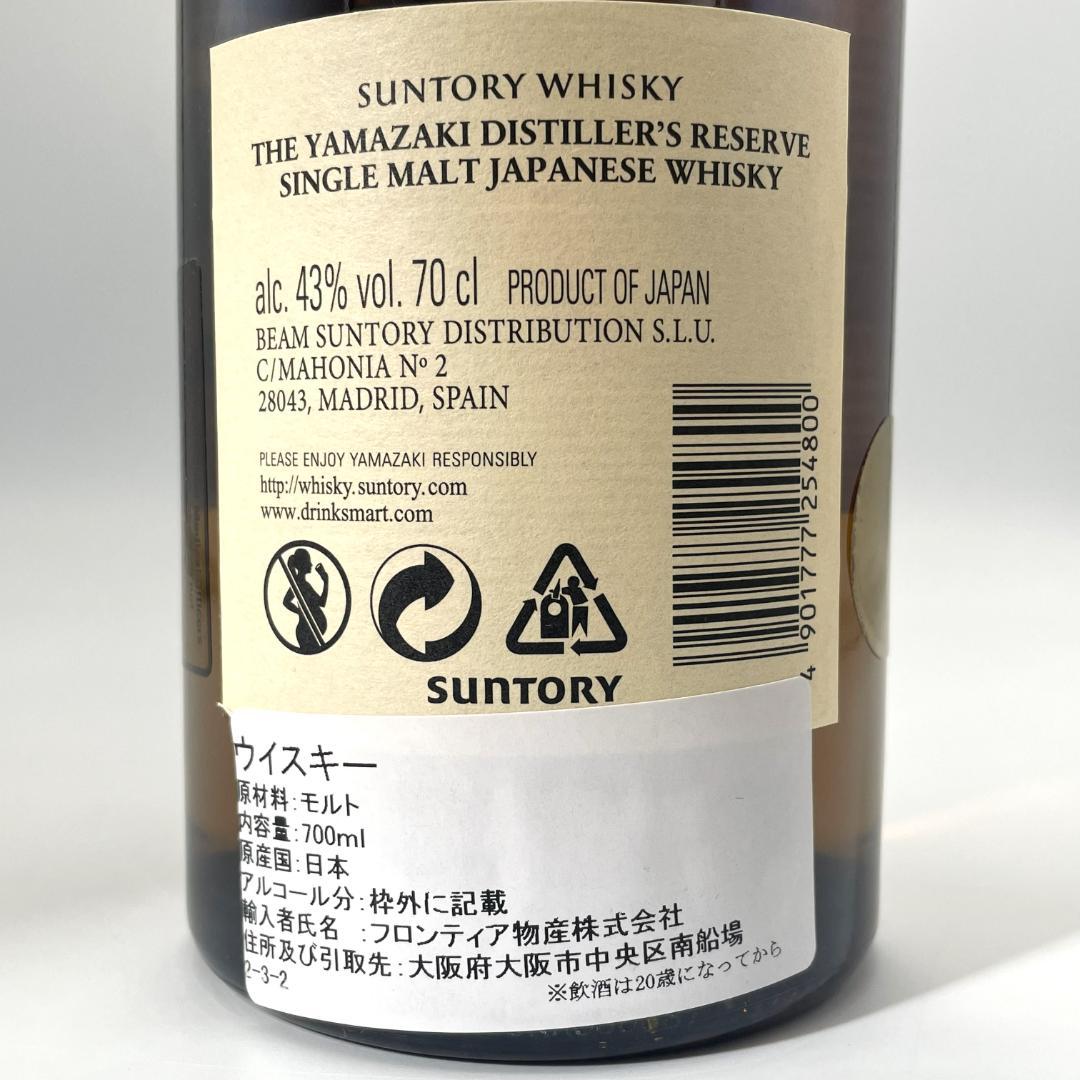 SUNTORY WHISKY
THE YAMAZAKI DISTILLER'S RESERVE
SINGLE MALT JAPANESE WHISKY
alc. 43% vol. 70 cl PRODUCT OF JAPAN
BEAM SUNTORY DISTRIBUTION S.L.U.
C/MAHONIA Nº 2
28043, MADRID, SPAIN
PLEASE ENJOY YAMAZAKI RESPONSIBLY
http://whisky.suntory.com
www.drinksmart.com
4 901777 254800
SUNTORY
ウイスキー
原材料:モルト
内容量:700ml
原産国:日本
アルコール分:枠外に記載
輸入者氏名 :フロンティア物産株式会社
住所及び引取先:大阪府大阪市中央区南船場
2-3-2
※飲酒は20歳になってから